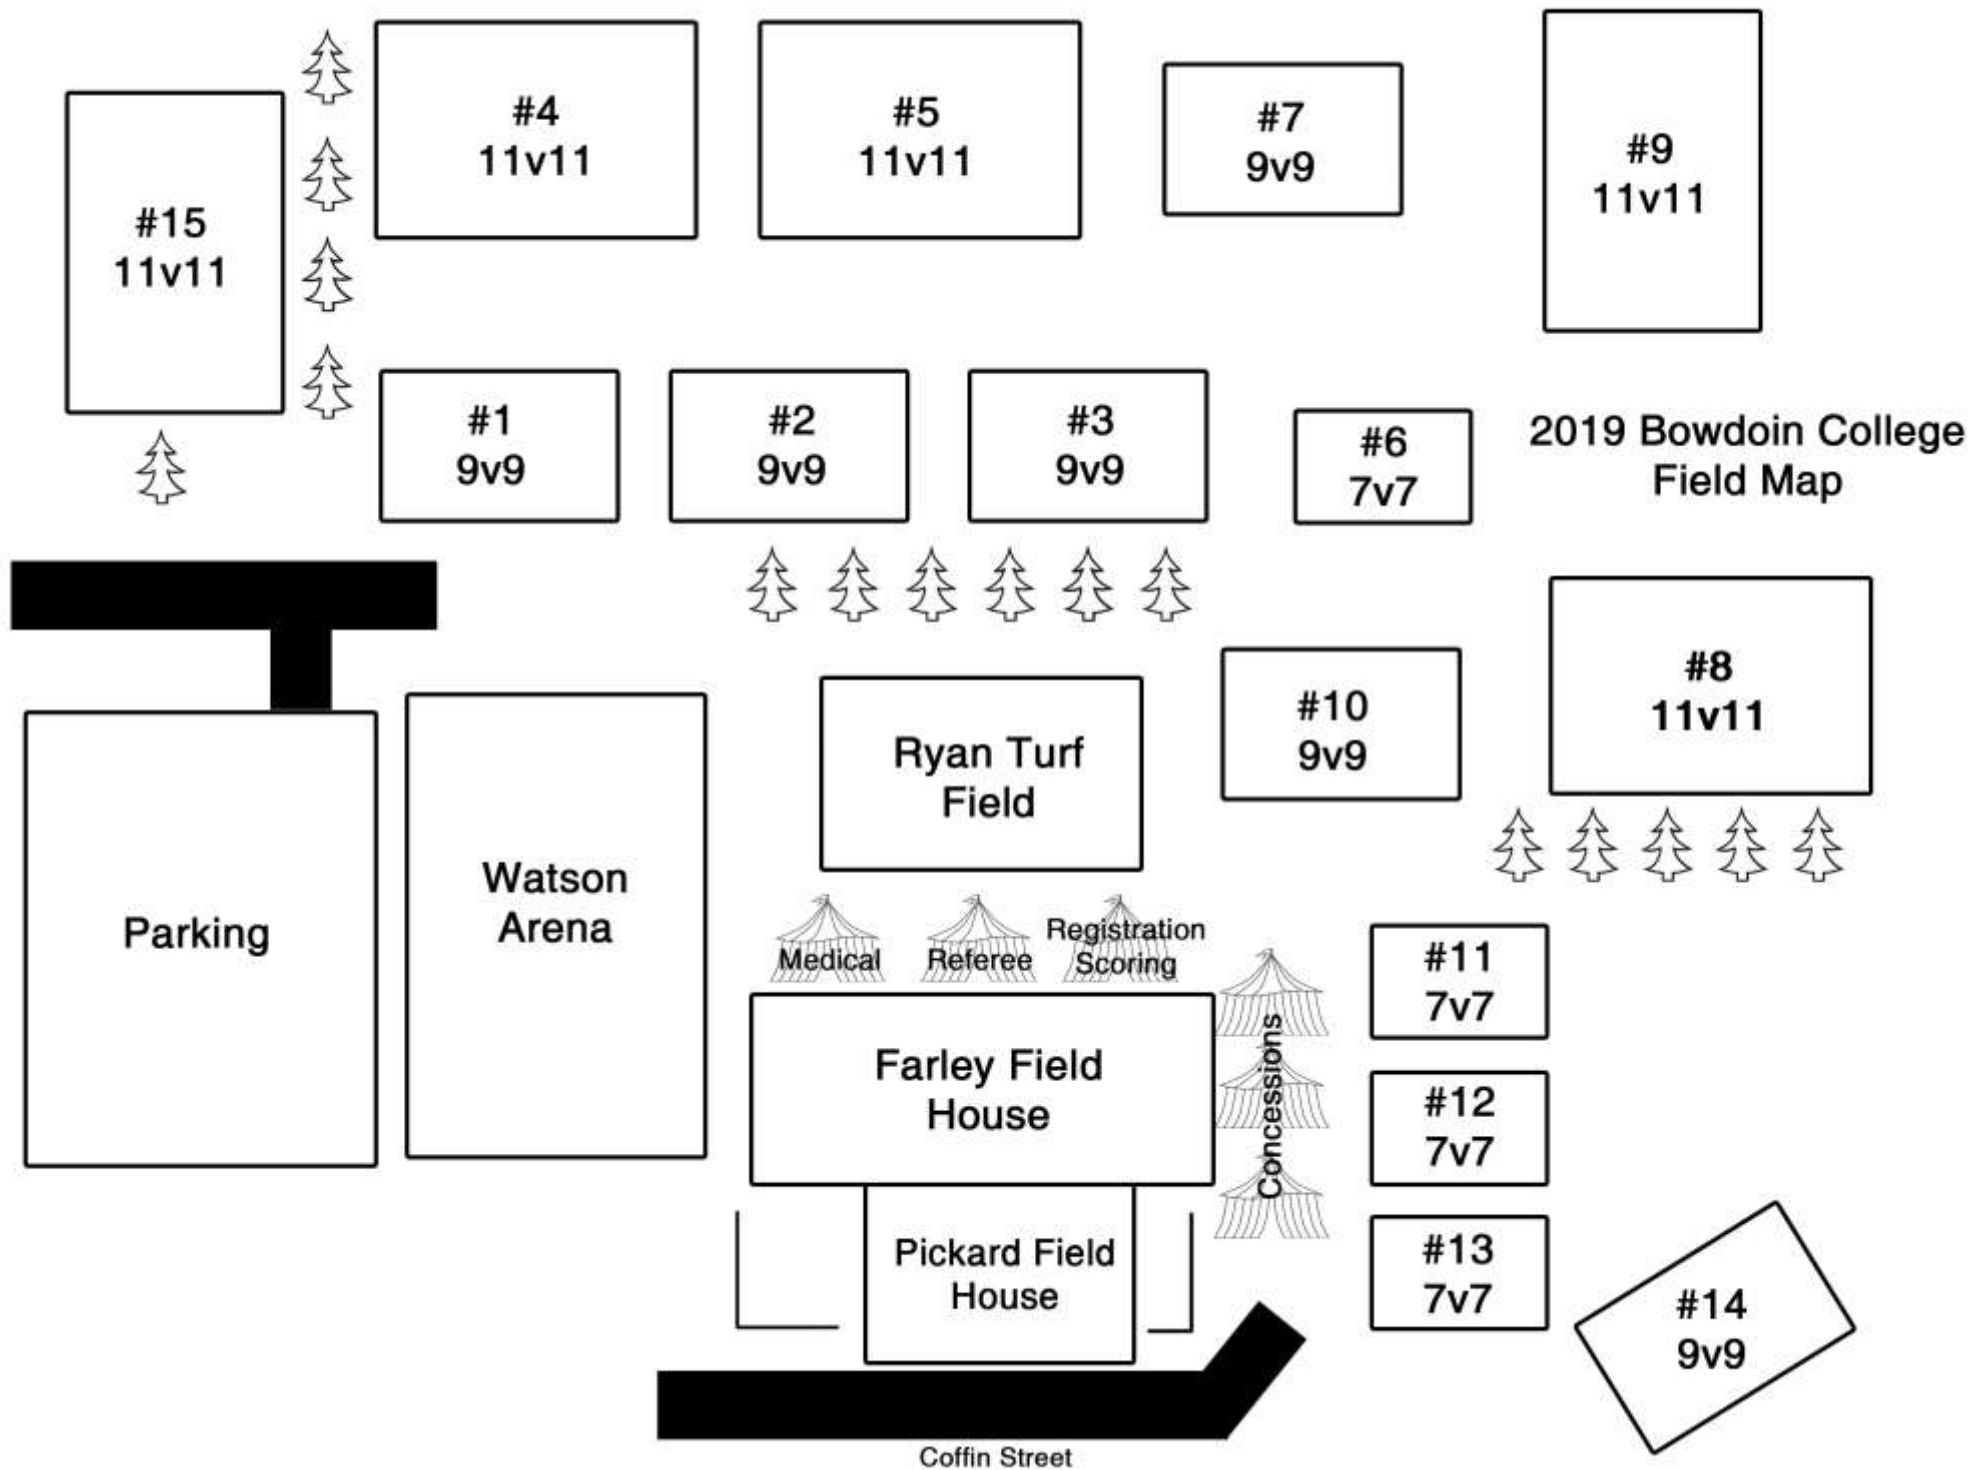 #4
11v11
#5
11v11
#7
9v9
#9
11v11
#15
11v11
#1
9v9
#2
9v9
#3
9v9
#6
7v7
2019 Bowdoin College
Field Map
#8
11v11
#10
9v9
Ryan Turf
Field
Watson
Arena
Parking
Medical
Referee
Registration
Scoring
#11
7v7
Farley Field
House
Concessions
#12
7v7
Pickard Field
House
#13
7v7
#14
9v9
Coffin Street